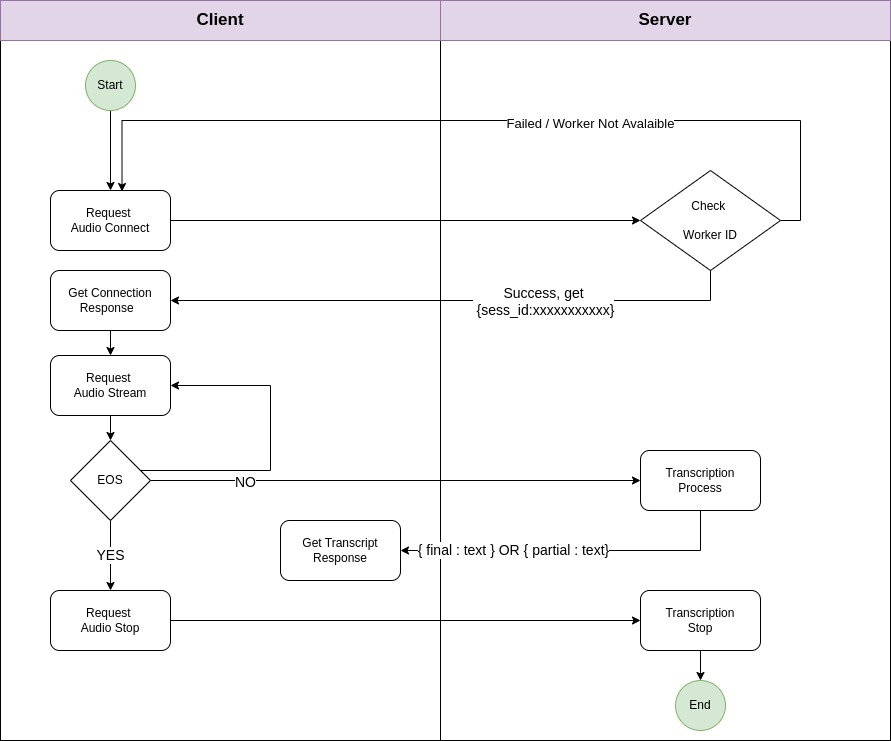 Client
Server
Start
Failed / Worker Not Avalaible
Request
Audio Connect
Check
Worker ID
Get Connection
Response
Success, get
{sess_id:xxxxxxxxxxx}
Request
Audio Stream
EOS
NO
Transcription
Process
Get Transcript
Response
{ final : text } OR { partial : text}
YES
Request
Audio Stop
Transcription
Stop
End